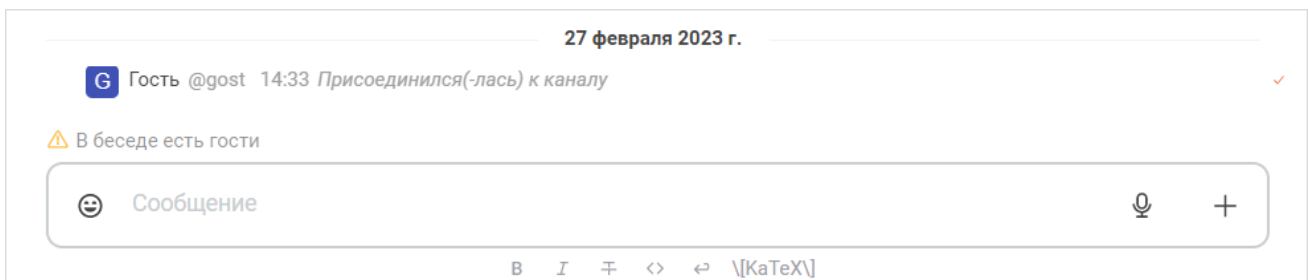 27 февраля 2023 г.
G Гость @gost 14:33 Присоединился(-лась) к каналу
В беседе есть гости
Сообщение
B I T <> \[KaTeX\]